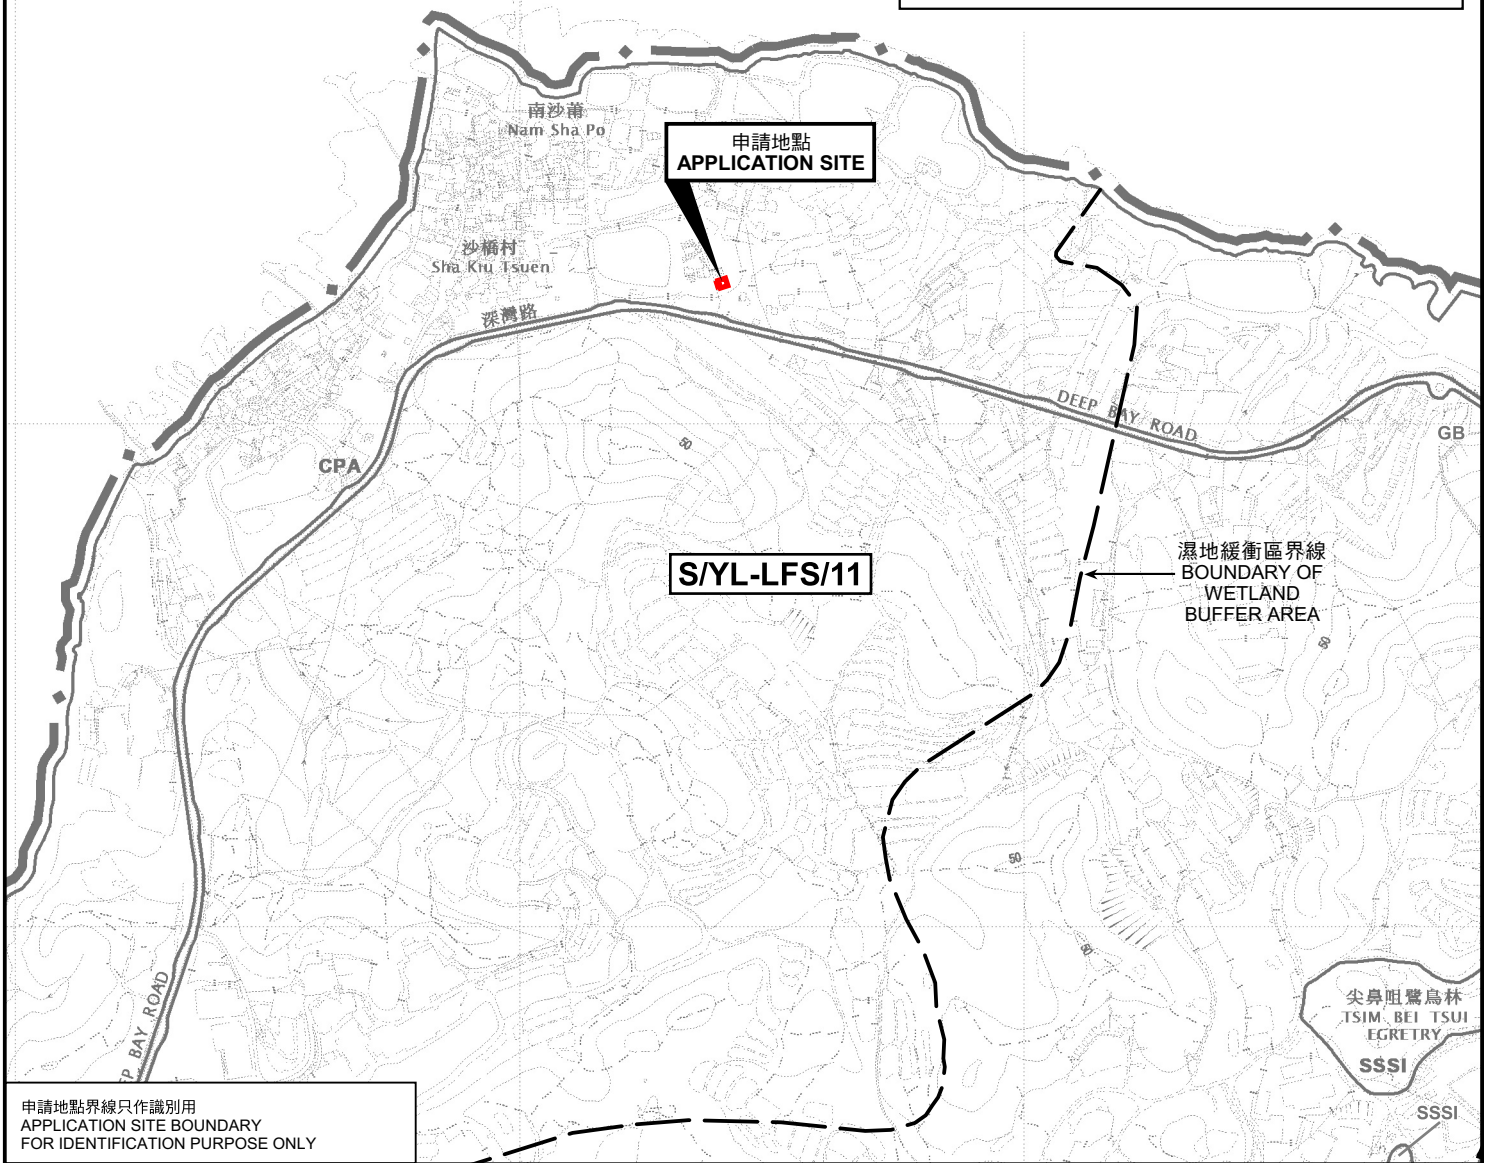 南沙莆
Nam Sha Po
申請地點
APPLICATION SITE
沙橋村
Sha Kiu Tsuen
深灣路
DEEP BAY ROAD
50
GB
CPA
S/YL-LFS/11
濕地緩衝區界線
BOUNDARY OF
WETLAND
BUFFER AREA
50
50
50
尖鼻咀鷺鳥林
TSIM BEI TSUI
EGRETRY
SSSI
SSSI
EP BAY ROAD
申請地點界線只作識別用
APPLICATION SITE BOUNDARY
FOR IDENTIFICATION PURPOSE ONLY